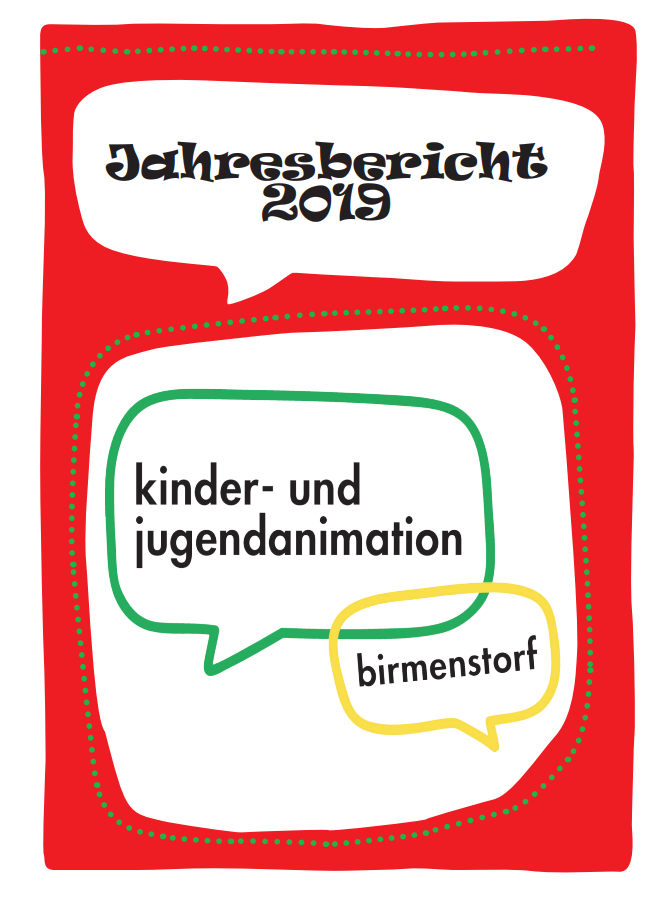 Jahresbericht
2019
kinder- und
jugendanimation
birmenstorf